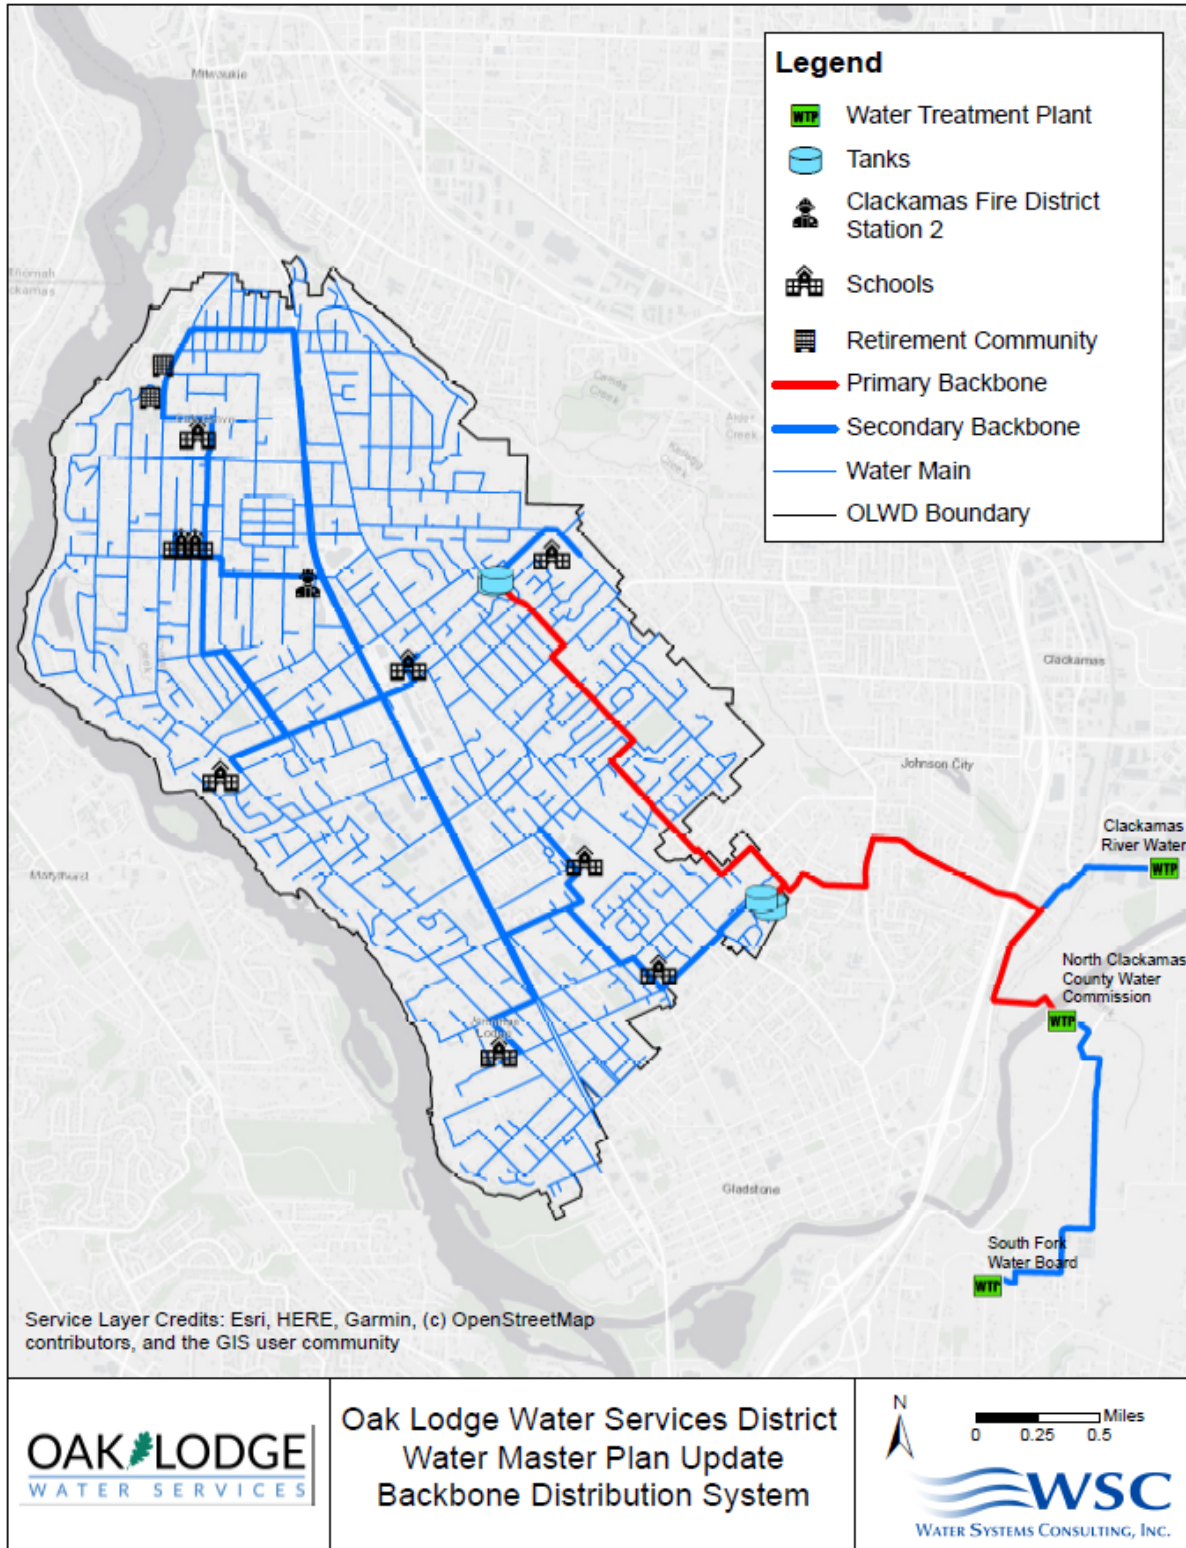 Milwaukie
Legend
WTP Water Treatment Plant
Tanks
Clackamas Fire District
Station 2
Schools
Retirement Community
Primary Backbone
Secondary Backbone
Water Main
OLWD Boundary
Clackamas
Johnson City
Clackamas
River Water
WTP
North Clackamas
County Water
Commission
WTP
Marylhurst
Gladstone
South Fork
Water Board
WTP
Service Layer Credits: Esri, HERE, Garmin, (c) OpenStreetMap
contributors, and the GIS user community
OAK LODGE
WATER SERVICES
Oak Lodge Water Services District
Water Master Plan Update
Backbone Distribution System
N
Miles
0 0.25 0.5
WSC
WATER SYSTEMS CONSULTING, INC.